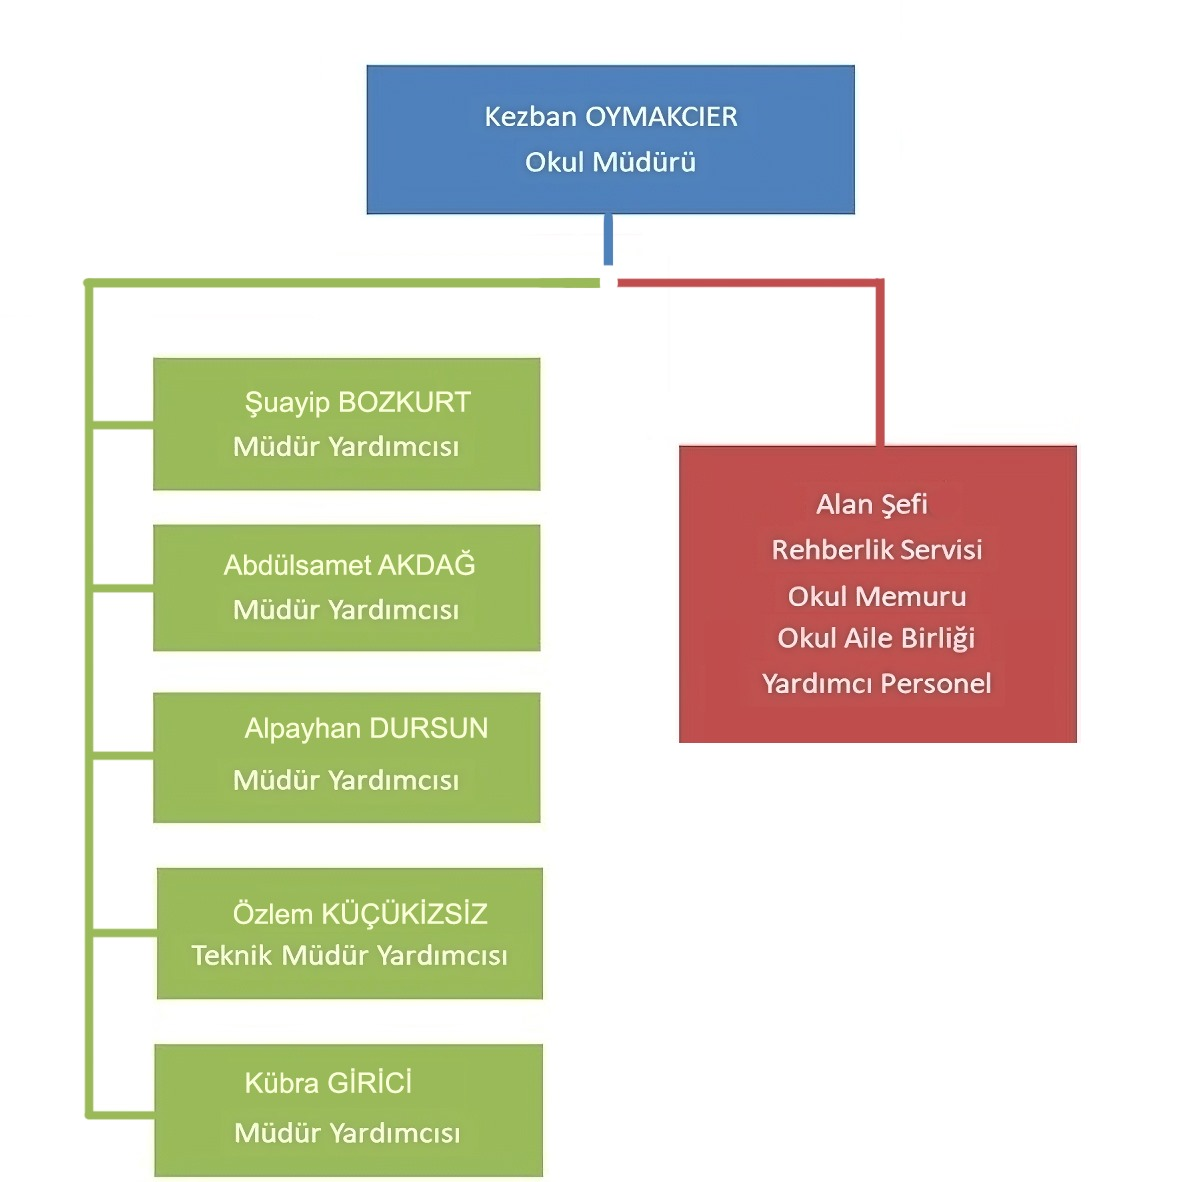 Kezban OYMAKCIER
Okul Müdürü
Şuayip BOZKURT
Müdür Yardımcısı
Abdülsamet AKDAĞ
Müdür Yardımcısı
Alpayhan DURSUN
Müdür Yardımcısı
Özlem KÜÇÜKİZSİZ
Teknik Müdür Yardımcısı
Kübra GİRİCİ
Müdür Yardımcısı
Alan Şefi
Rehberlik Servisi
Okul Memuru
Okul Aile Birliği
Yardımcı Personel